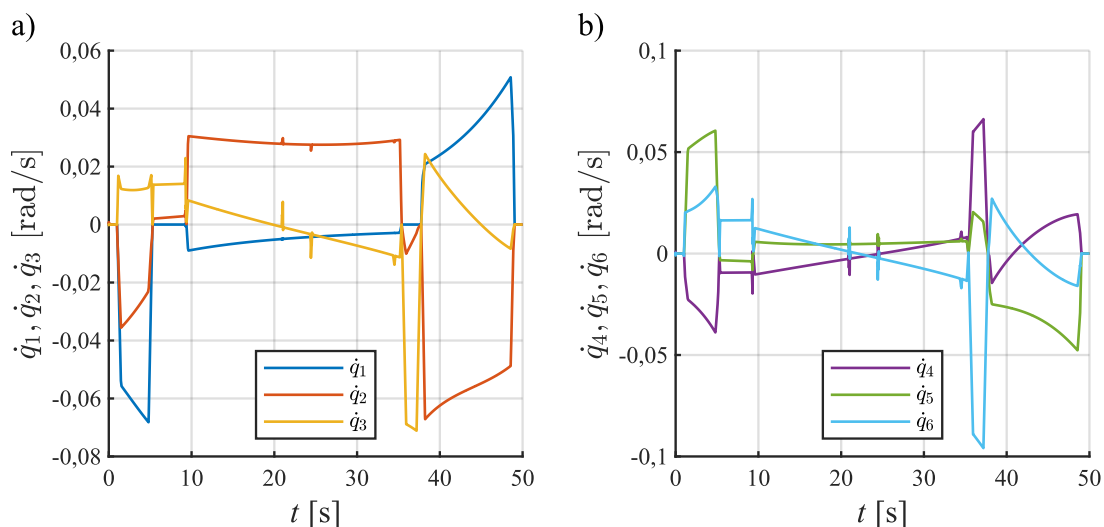 a)
0,06
0.04
0.02
0
-0.02
-0.04
-0.06
-0,08
q̇₁, q̇₂, q̇₃ [rad/s]
0 10 20 30 40 50
t [s]
q̇₁
q̇₂
q̇₃
b)
0,1
0.05
0
-0,05
-0,1
q̇₄, q̇₅, q̇₆ [rad/s]
0 10 20 30 40 50
t [s]
q̇₄
q̇₅
q̇₆